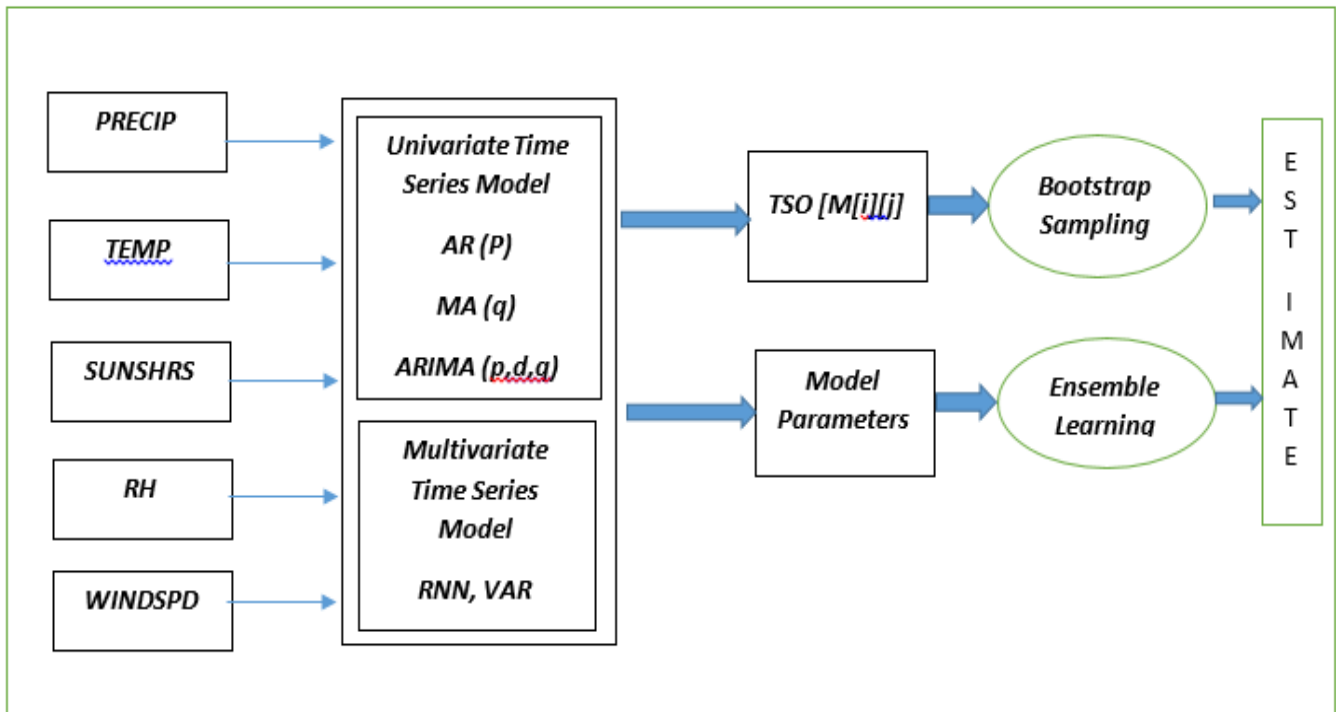 PRECIP
TEMP
SUNSHRS
RH
WINDSPD
Univariate Time
Series Model
AR (P)
MA (q)
ARIMA (p,d,q)
Multivariate
Time Series
Model
RNN, VAR
TSO [M[i][j]
Model
Parameters
Bootstrap
Sampling
Ensemble
Learning
E
S
T
I
M
A
T
E